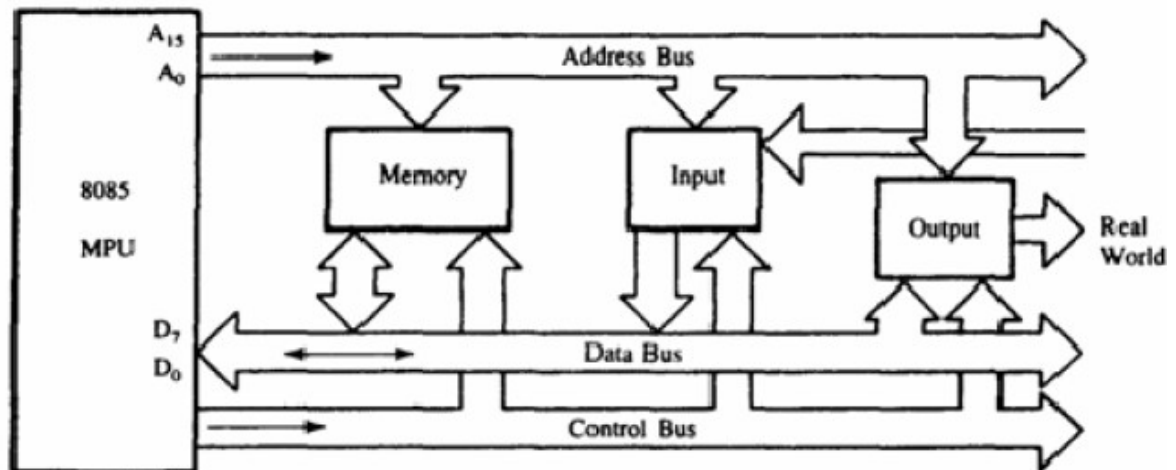 A15
Address Bus
A0
Memory
Input
8085
MPU
Output
Real
World
D7
Data Bus
D0
Control Bus